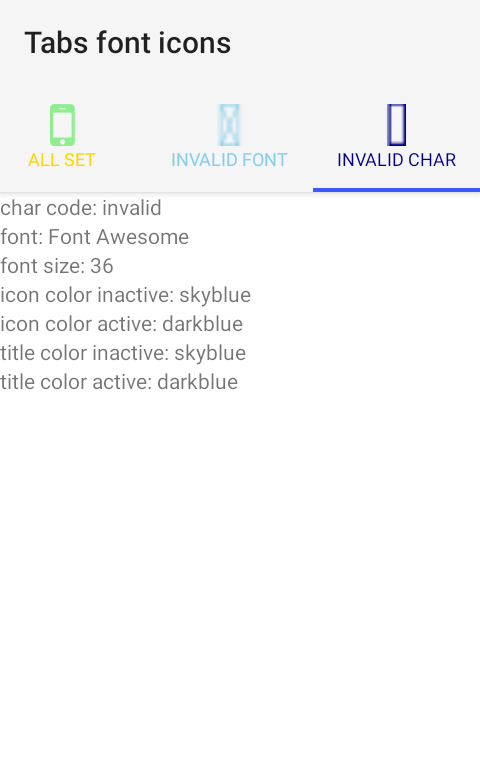 Tabs font icons
ALL SET
INVALID FONT
INVALID CHAR
char code: invalid
font: Font Awesome
font size: 36
icon color inactive: skyblue
icon color active: darkblue
title color inactive: skyblue
title color active: darkblue